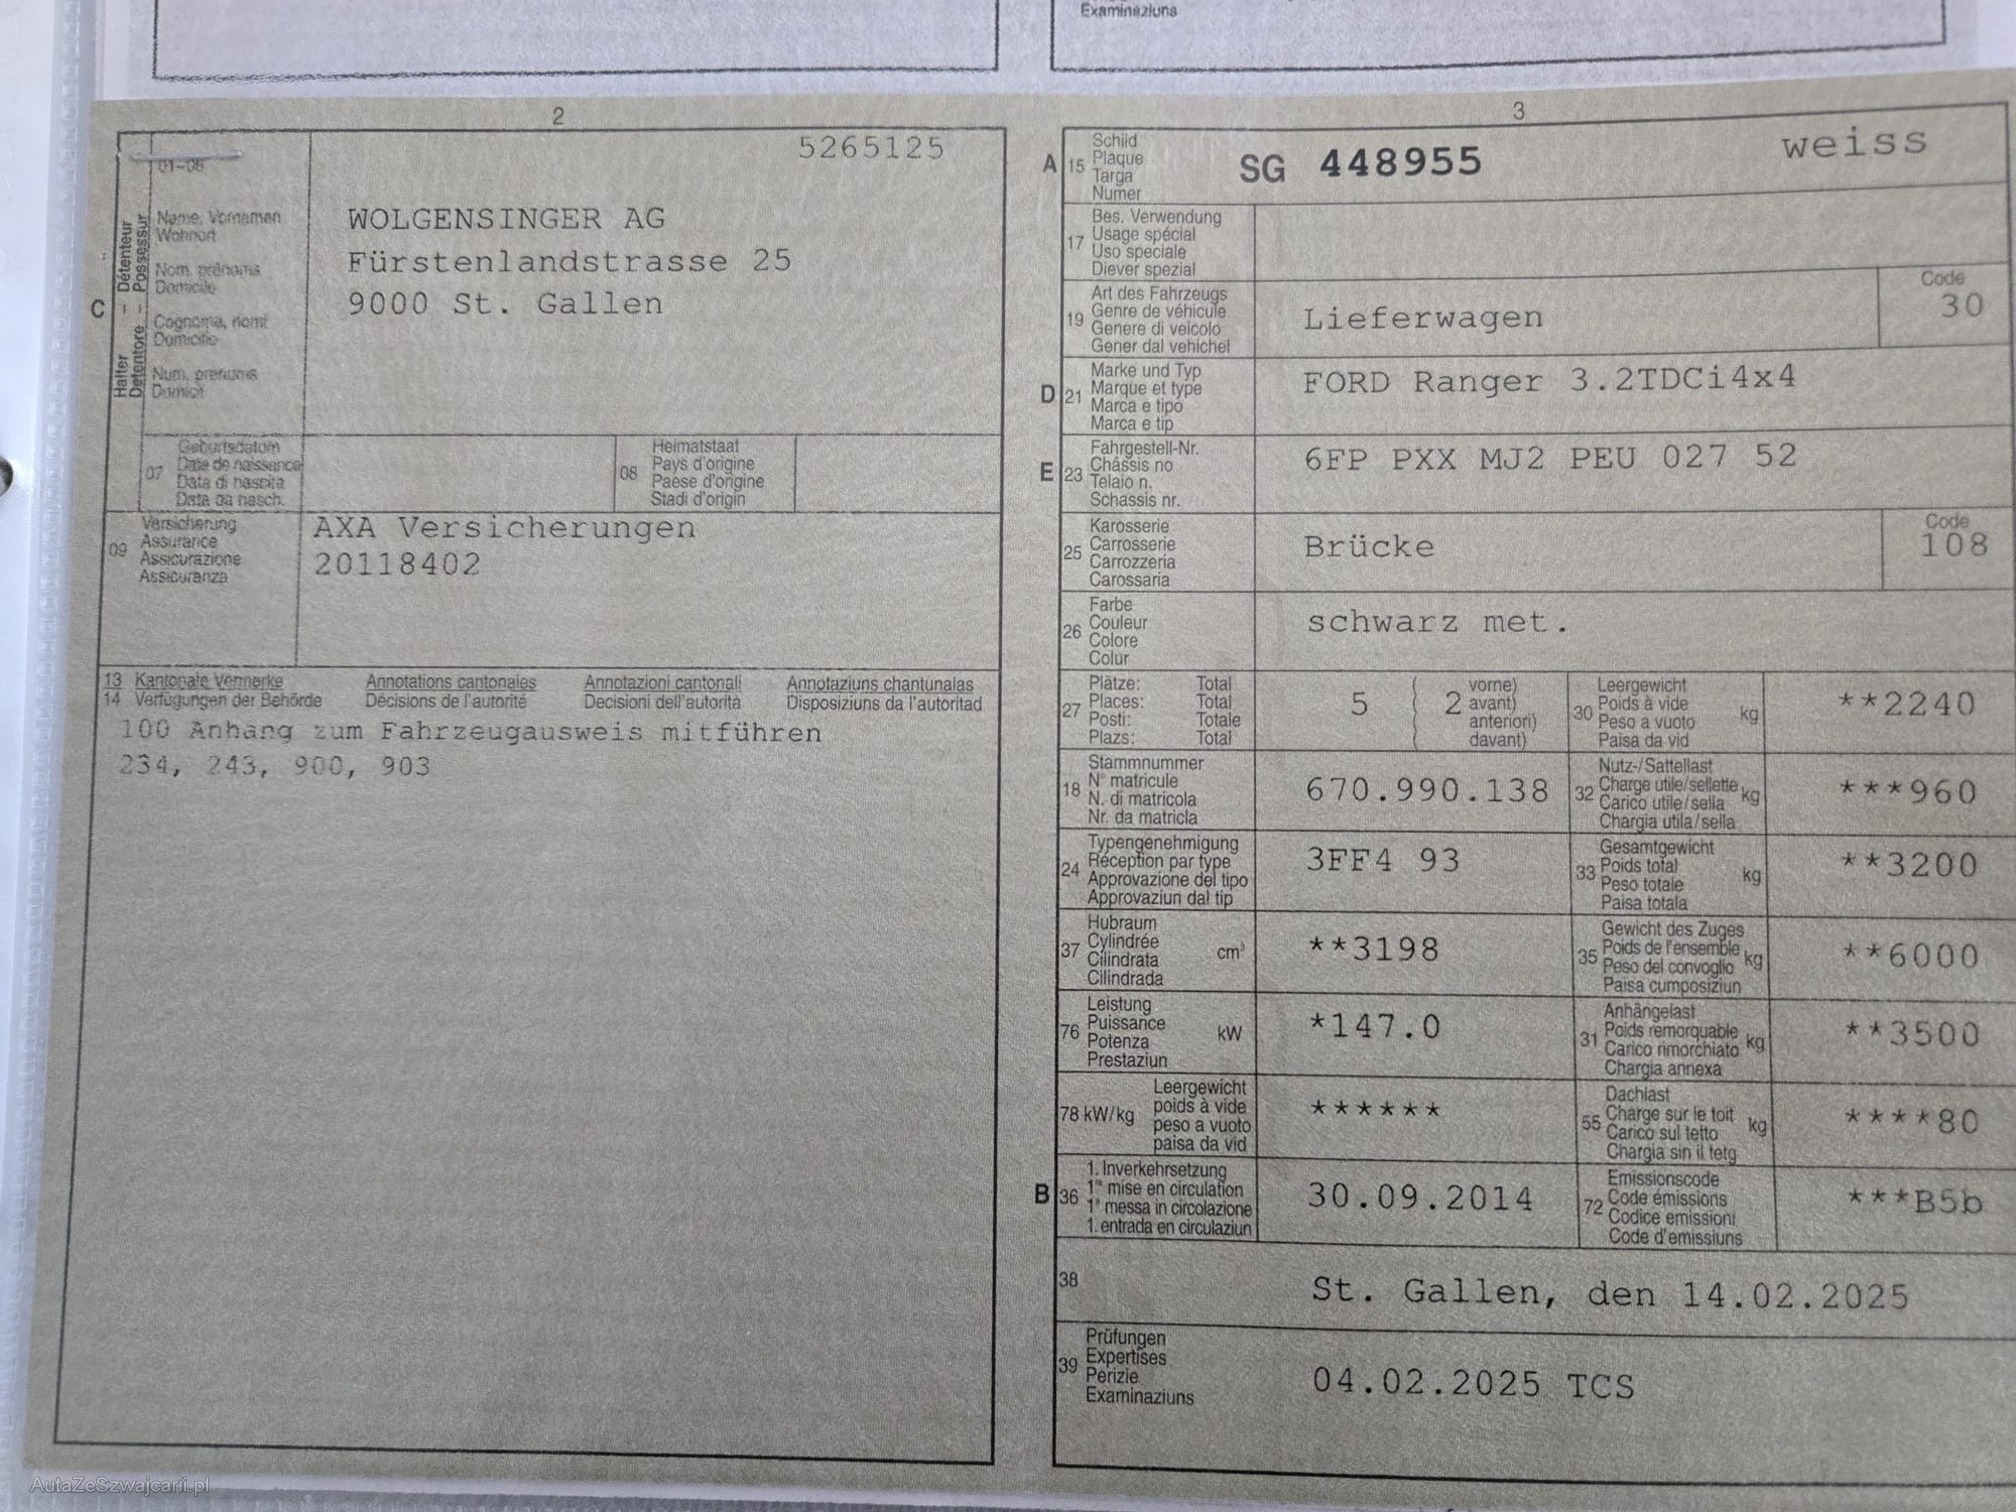 Examinaziuns
2
5265125
01-06
Halter – Détenteur
Detentore – Possessur
C
Name, Vornamen
Wohnort
Nom, prénoms
Domicile
Cognome, nomi
Domicilio
Num, prenums
Domicil
WOLGENSINGER AG
Fürstenlandstrasse 25
9000 St. Gallen
07
Geburtsdatum
Date de naissance
Data di nascita
Data da nasch.
08
Heimatstaat
Pays d'origine
Paese d'origine
Stadi d'origin
09
Versicherung
Assurance
Assicurazione
Assicuranza
AXA Versicherungen
20118402
13 Kantonale Vermerke Annotations cantonales Annotazioni cantonali Annotaziuns chantunalas
14 Verfügungen der Behörde Décisions de l'autorité Decisioni dell'autorità Disposiziuns da l'autoritad
100 Anhang zum Fahrzeugausweis mitführen
234, 243, 900, 903
3
A 15
Schild
Plaque
Targa
Numer
SG 448955
weiss
17
Bes. Verwendung
Usage spécial
Uso speciale
Diever spezial
19
Art des Fahrzeugs
Genre de véhicule
Genere di veicolo
Gener dal vehichel
Lieferwagen
Code
30
D 21
Marke und Typ
Marque et type
Marca e tipo
Marca e tip
FORD Ranger 3.2TDCi4x4
E 23
Fahrgestell-Nr.
Châssis no
Telaio n.
Schassis nr.
6FP PXX MJ2 PEU 027 52
25
Karosserie
Carrosserie
Carrozzeria
Carossaria
Brücke
Code
108
26
Farbe
Couleur
Colore
Colur
schwarz met.
27
Plätze: Total
Places: Total
Posti: Totale
Plazs: Total
5 ( 2
vorne)
avant)
anteriori)
davant)
30
Leergewicht
Poids à vide
Peso a vuoto
Paisa da vid
kg
**2240
18
Stammnummer
N° matricule
N. di matricola
Nr. da matricla
670.990.138
32
Nutz-/Sattellast
Charge utile/sellette
Carico utile/sella
Chargia utila/sella
kg
***960
24
Typengenehmigung
Réception par type
Approvazione del tipo
Approvaziun dal tip
3FF4 93
33
Gesamtgewicht
Poids total
Peso totale
Paisa totala
kg
**3200
37
Hubraum
Cylindrée
Cilindrata
Cilindrada
cm³
**3198
35
Gewicht des Zuges
Poids de l'ensemble
Peso del convoglio
Paisa cumposiziun
kg
**6000
76
Leistung
Puissance
Potenza
Prestaziun
kW
*147.0
31
Anhängelast
Poids remorquable
Carico rimorchiato
Chargia annexa
kg
**3500
78 kW/kg
Leergewicht
poids à vide
peso a vuoto
paisa da vid
******
55
Dachlast
Charge sur le toit
Carico sul tetto
Chargia sin il tetg
kg
****80
B 36
1. Inverkehrsetzung
1re mise en circulation
1a messa in circolazione
1. entrada en circulaziun
30.09.2014
72
Emissionscode
Code émissions
Codice emissioni
Code d'emissiuns
***B5b
38
St. Gallen, den 14.02.2025
39
Prüfungen
Expertises
Perizie
Examinaziuns
04.02.2025 TCS
AutaZeSzwajcarii.pl